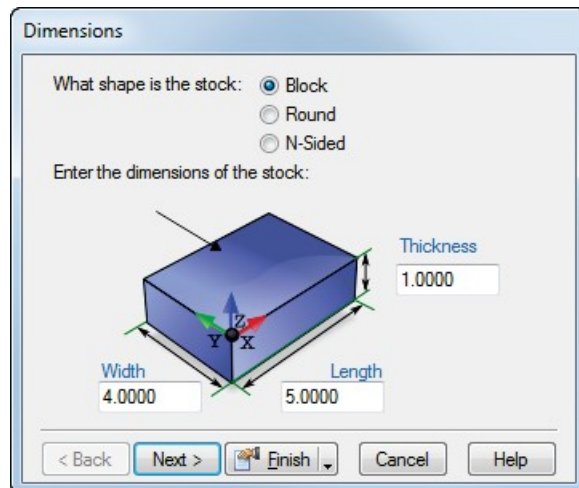 Dimensions
What shape is the stock: Block
Round
N-Sided
Enter the dimensions of the stock:
Thickness
1.0000
Z
Y X
Width Length
4.0000 5.0000
< Back Next > Finish Cancel Help